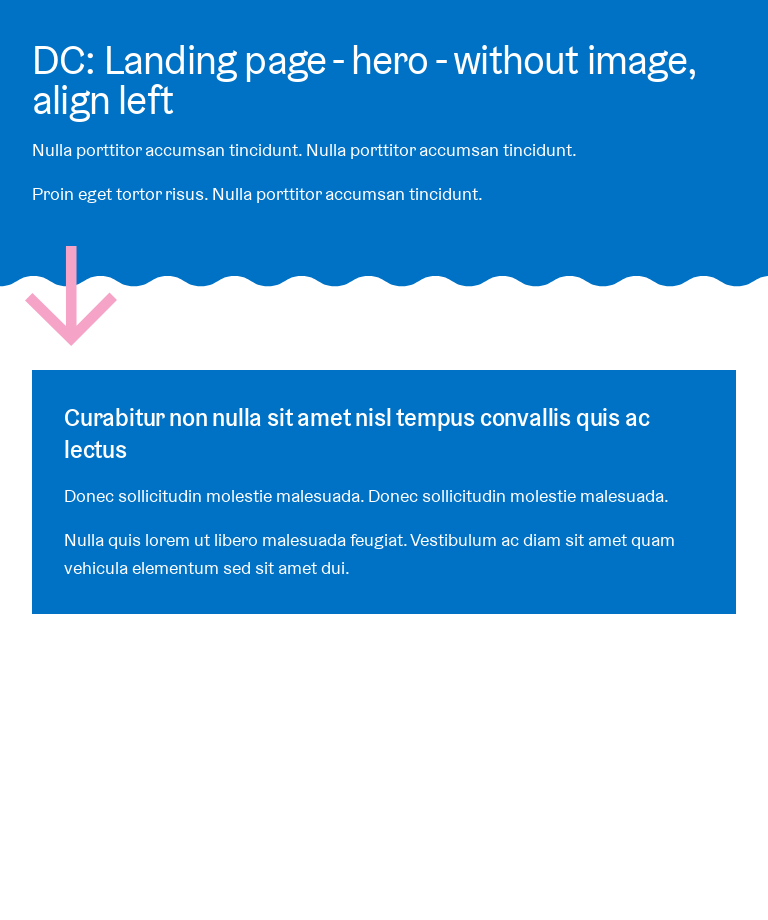 DC: Landing page - hero - without image,
align left
Nulla porttitor accumsan tincidunt. Nulla porttitor accumsan tincidunt.
Proin eget tortor risus. Nulla porttitor accumsan tincidunt.
Curabitur non nulla sit amet nisl tempus convallis quis ac
lectus
Donec sollicitudin molestie malesuada. Donec sollicitudin molestie malesuada.
Nulla quis lorem ut libero malesuada feugiat. Vestibulum ac diam sit amet quam
vehicula elementum sed sit amet dui.